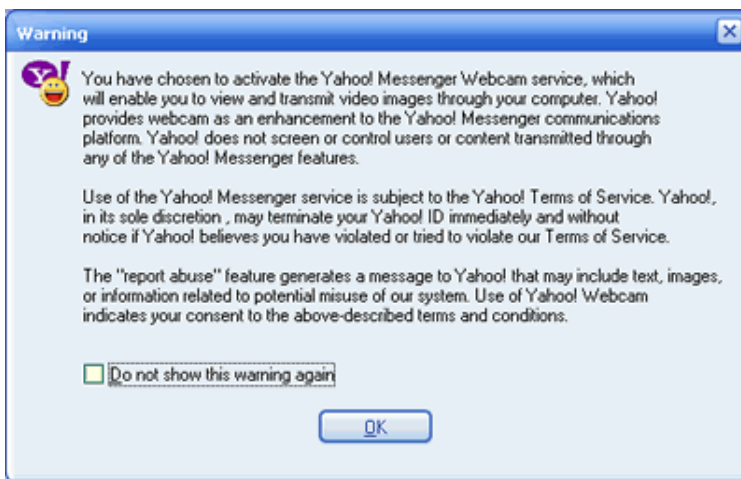 Warning
Y!
You have chosen to activate the Yahoo! Messenger Webcam service, which
will enable you to view and transmit video images through your computer. Yahoo!
provides webcam as an enhancement to the Yahoo! Messenger communications
platform. Yahoo! does not screen or control users or content transmitted through
any of the Yahoo! Messenger features.
Use of the Yahoo! Messenger service is subject to the Yahoo! Terms of Service. Yahoo!,
in its sole discretion , may terminate your Yahoo! ID immediately and without
notice if Yahoo! believes you have violated or tried to violate our Terms of Service.
The "report abuse" feature generates a message to Yahoo! that may include text, images,
or information related to potential misuse of our system. Use of Yahoo! Webcam
indicates your consent to the above-described terms and conditions.
Do not show this warning again
OK